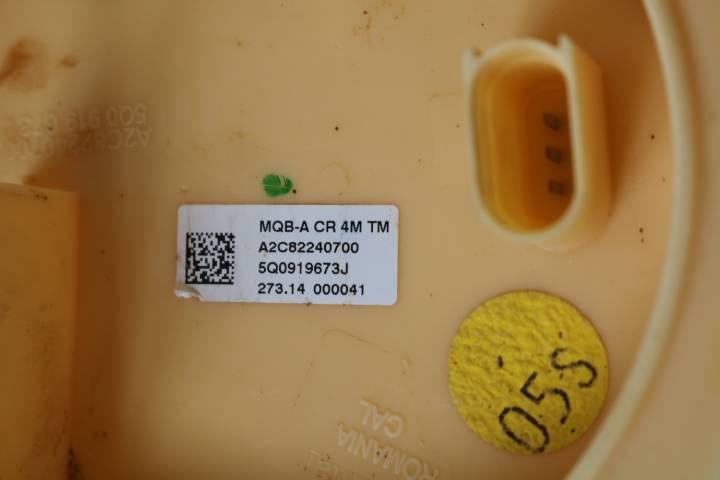 MQB-A CR 4M TM
A2C82240700
5Q0919673J
273.14 000041
05S
ROMANIA
CAL